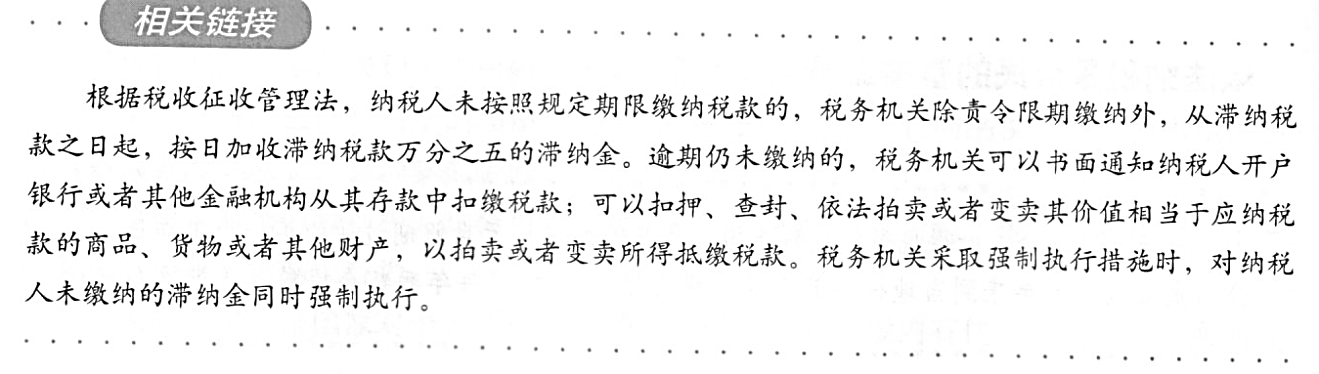 相关链接
根据税收征收管理法，纳税人未按照规定期限缴纳税款的，税务机关除责令限期缴纳外，从滞纳税
款之日起，按日加收滞纳税款万分之五的滞纳金。逾期仍未缴纳的，税务机关可以书面通知纳税人开户
银行或者其他金融机构从其存款中扣缴税款；可以扣押、查封、依法拍卖或者变卖其价值相当于应纳税
款的商品、货物或者其他财产，以拍卖或者变卖所得抵缴税款。税务机关采取强制执行措施时，对纳税
人未缴纳的滞纳金同时强制执行。